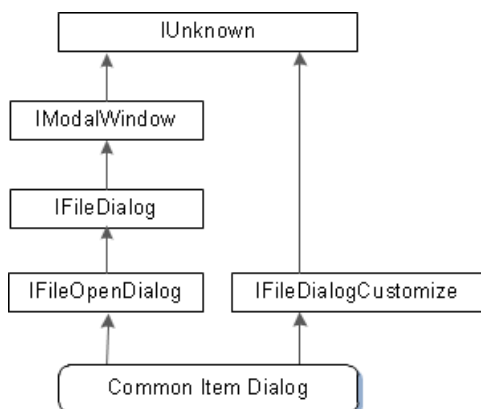 IUnknown
IModalWindow
IFileDialog
IFileOpenDialog
IFileDialogCustomize
Common Item Dialog